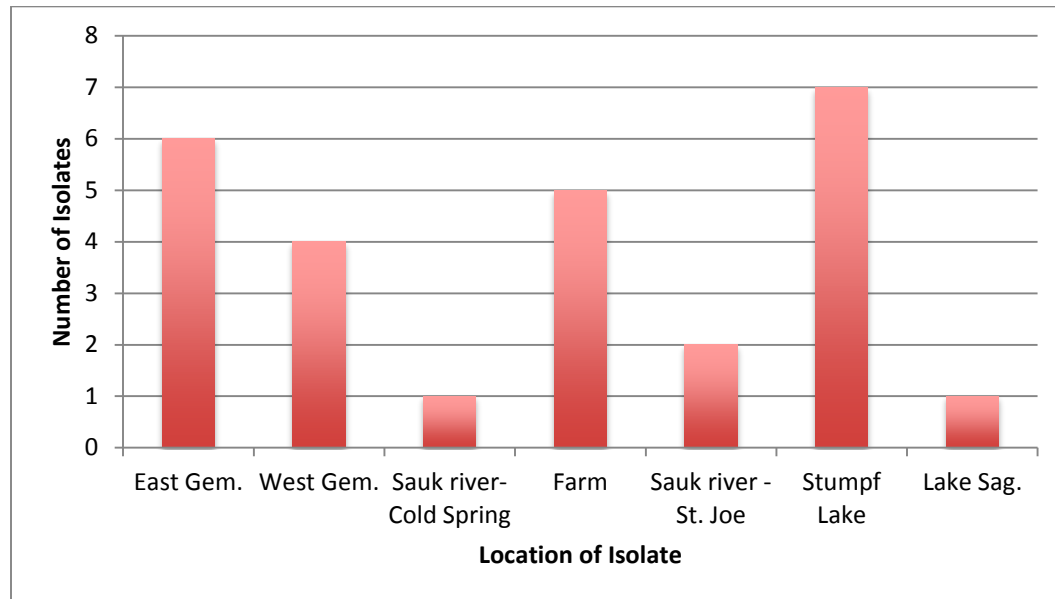 8
7
6
5
4
3
2
1
0
Number of Isolates
East Gem.
West Gem.
Sauk river-
Cold Spring
Farm
Sauk river -
St. Joe
Stumpf
Lake
Lake Sag.
Location of Isolate